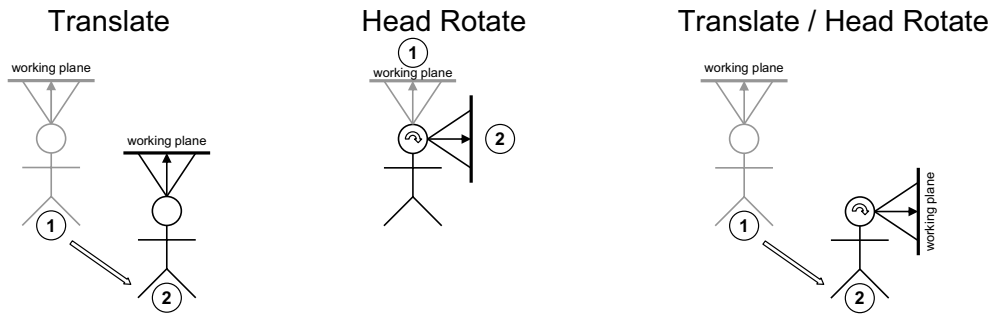 Translate
working plane
working plane
1
2
Head Rotate
1
working plane
2
Translate / Head Rotate
working plane
working plane
1
2